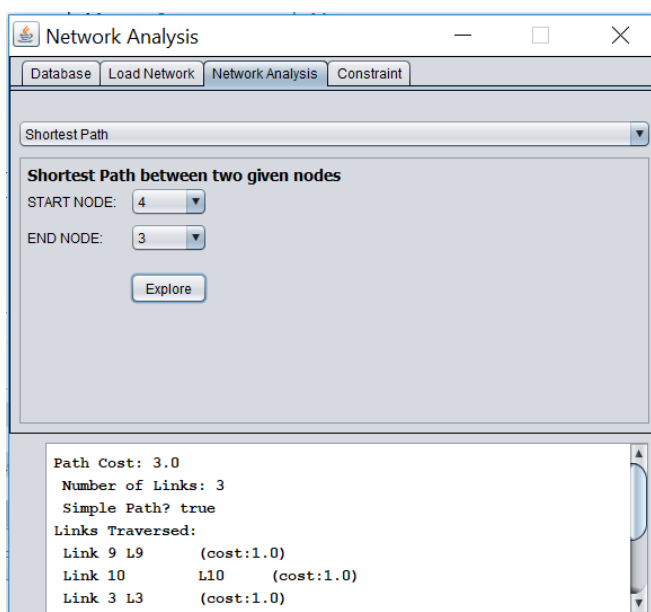 Network Analysis
Database Load Network Network Analysis Constraint
Shortest Path
Shortest Path between two given nodes
START NODE: 4
END NODE: 3
Explore
Path Cost: 3.0
Number of Links: 3
Simple Path? true
Links Traversed:
Link 9 L9 (cost:1.0)
Link 10 L10 (cost:1.0)
Link 3 L3 (cost:1.0)